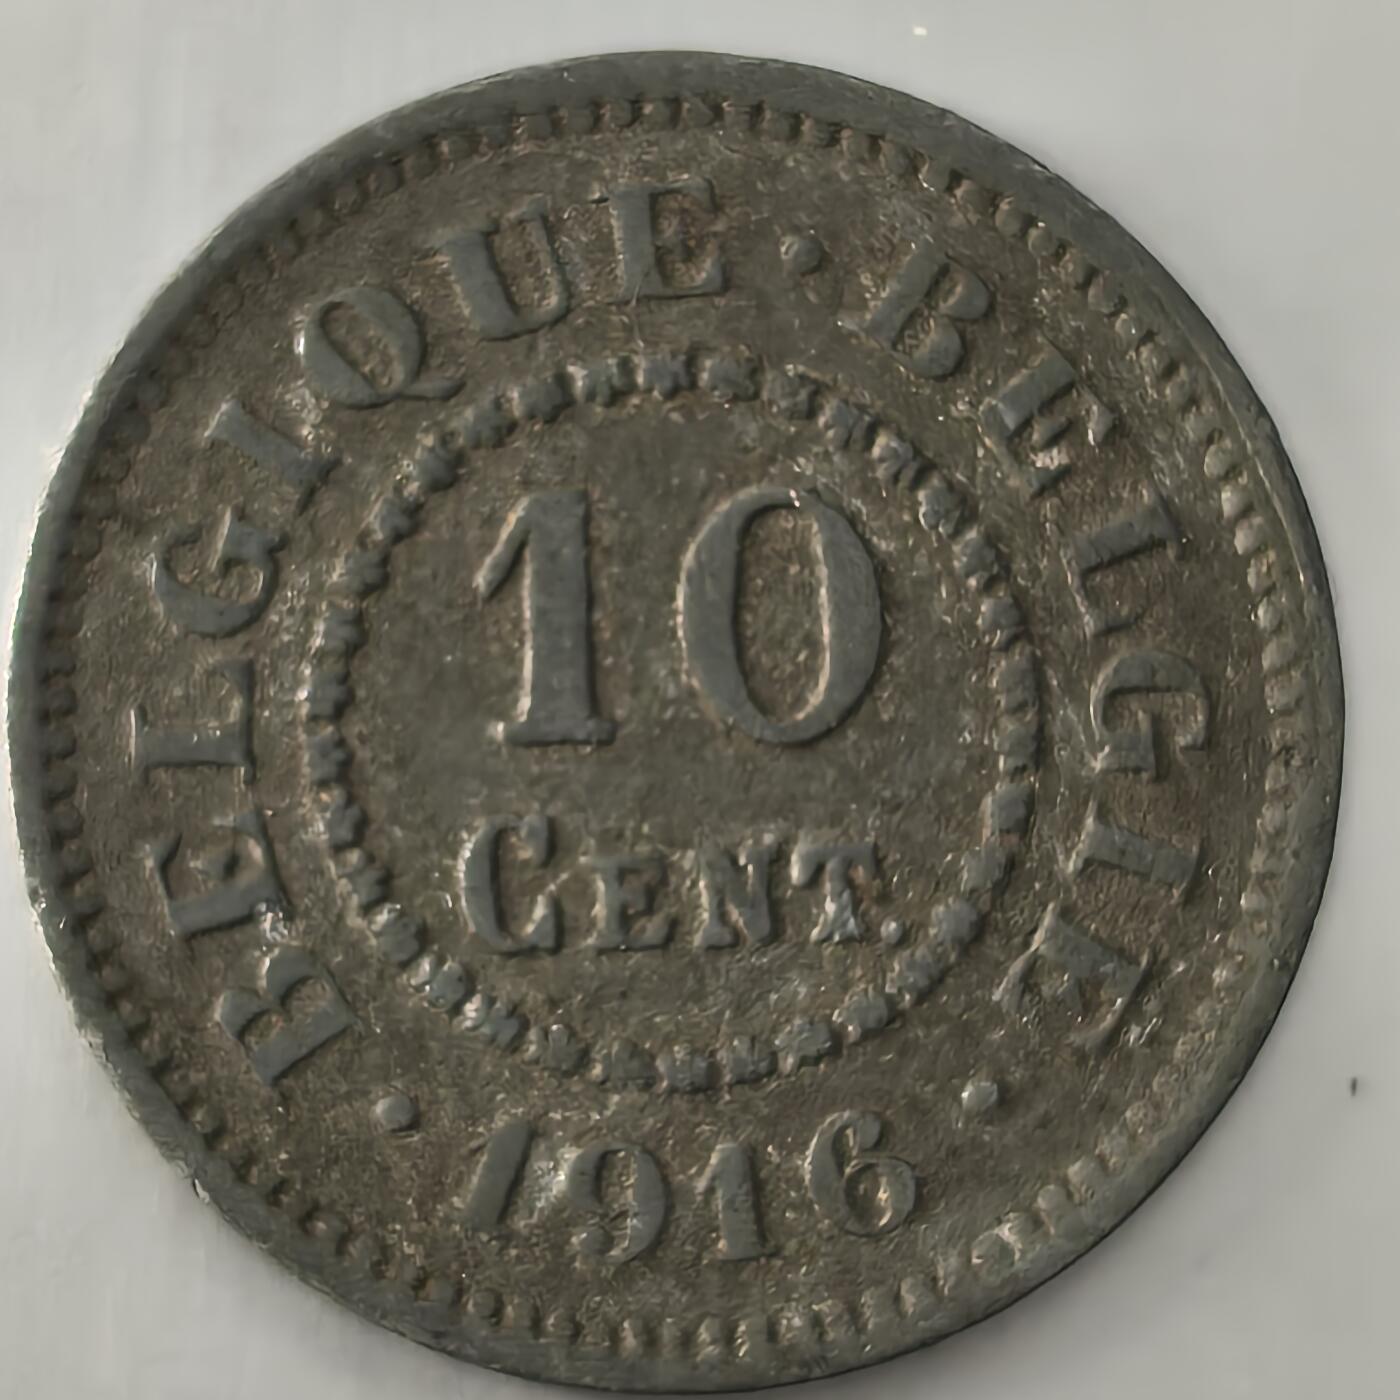 BELGIQUE · BELGIE
10
CENT.
· 1916 ·